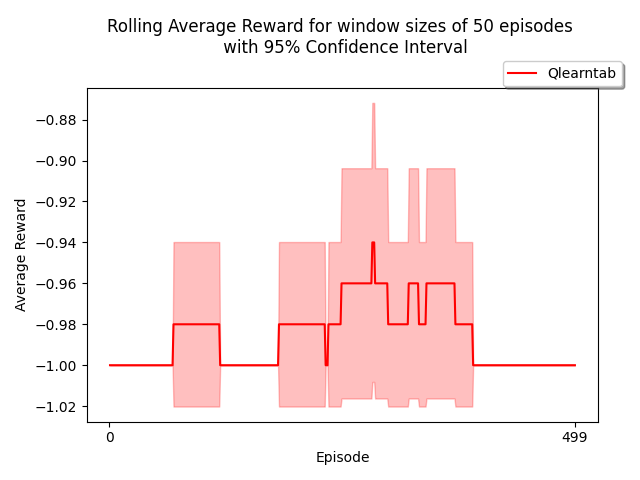 Rolling Average Reward for window sizes of 50 episodes
with 95% Confidence Interval
Qlearntab
−0.88
−0.90
−0.92
−0.94
−0.96
−0.98
−1.00
−1.02
Average Reward
0
499
Episode